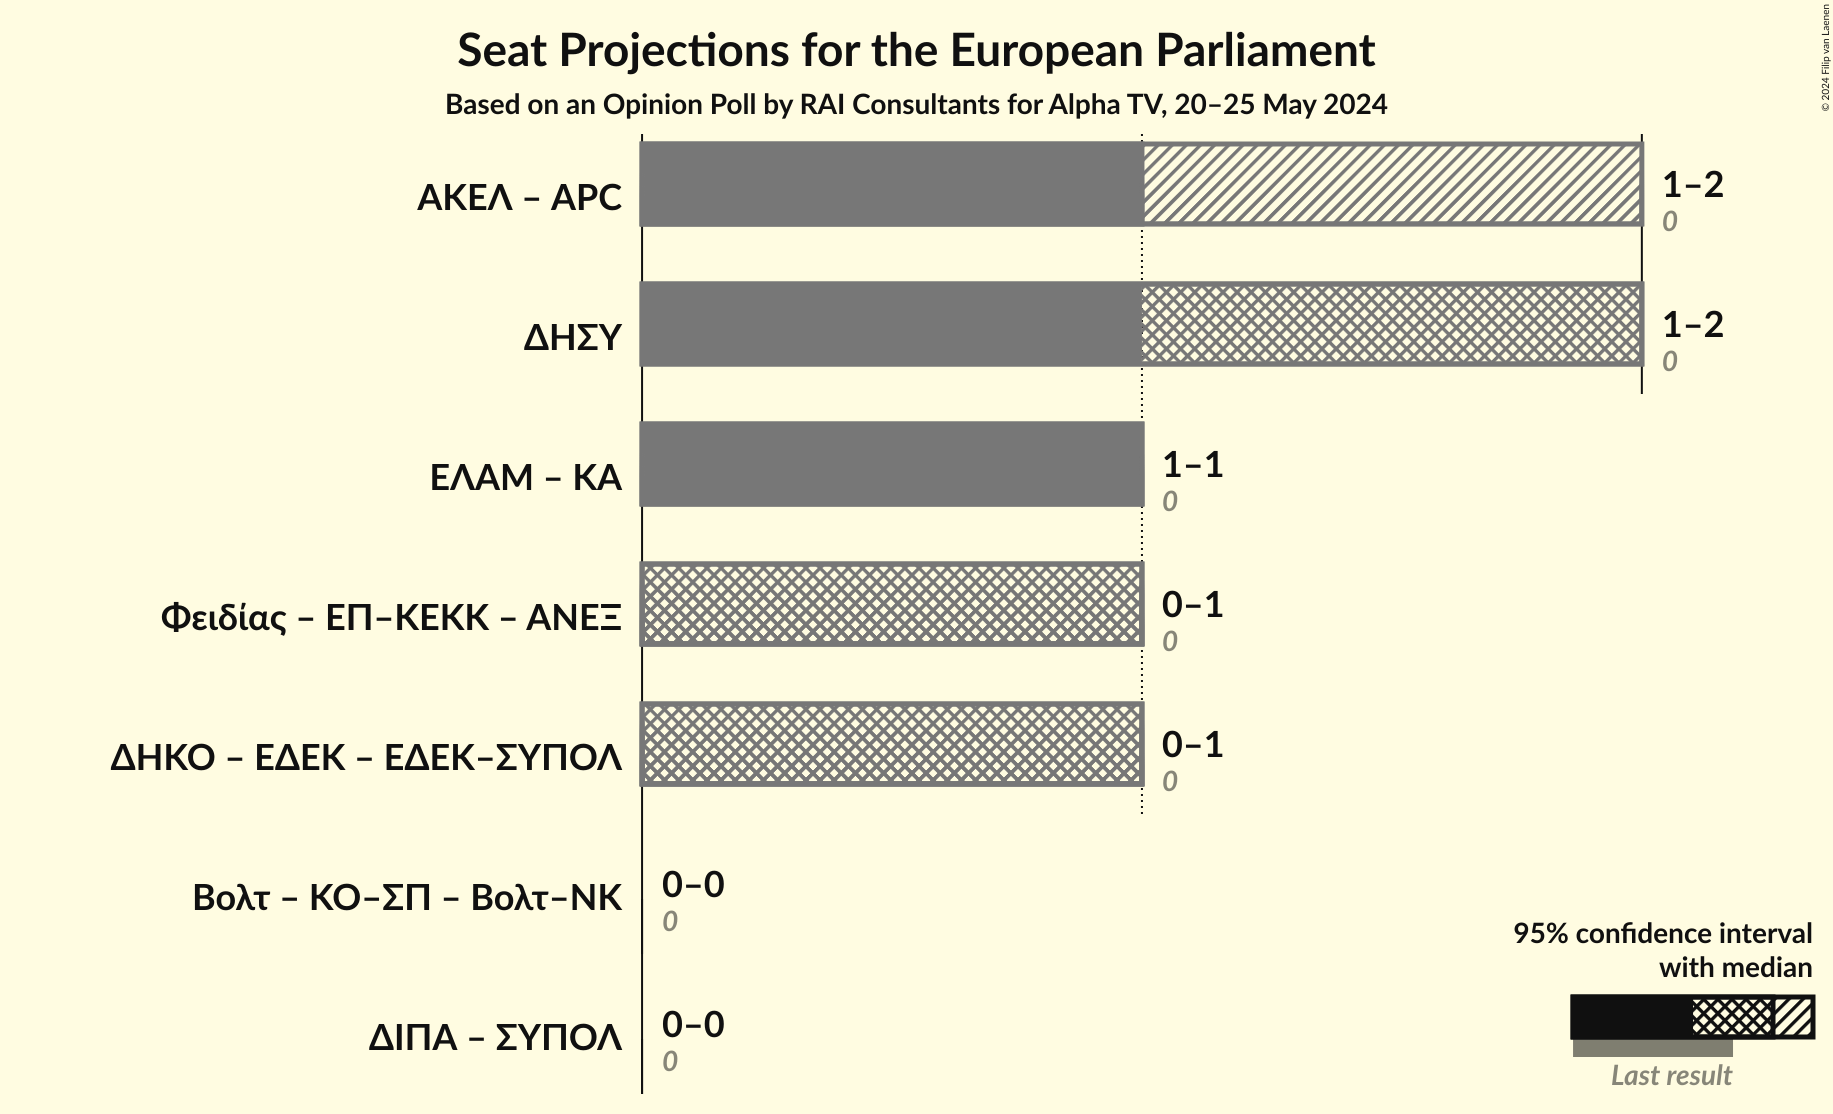 Seat Projections for the European Parliament
Based on an Opinion Poll by RAI Consultants for Alpha TV, 20–25 May 2024
© 2024 Filip van Laenen
ΑΚΕΛ – APC
1–2
0
ΔΗΣΥ
1–2
0
ΕΛΑΜ – ΚΑ
1–1
0
Φειδίας – ΕΠ–ΚΕΚΚ – ΑΝΕΞ
0–1
0
ΔΗΚΟ – ΕΔΕΚ – ΕΔΕΚ–ΣΥΠΟΛ
0–1
0
Βολτ – ΚΟ–ΣΠ – Βολτ–ΝΚ
0–0
0
ΔΙΠΑ – ΣΥΠΟΛ
0–0
0
95% confidence interval
with median
Last result